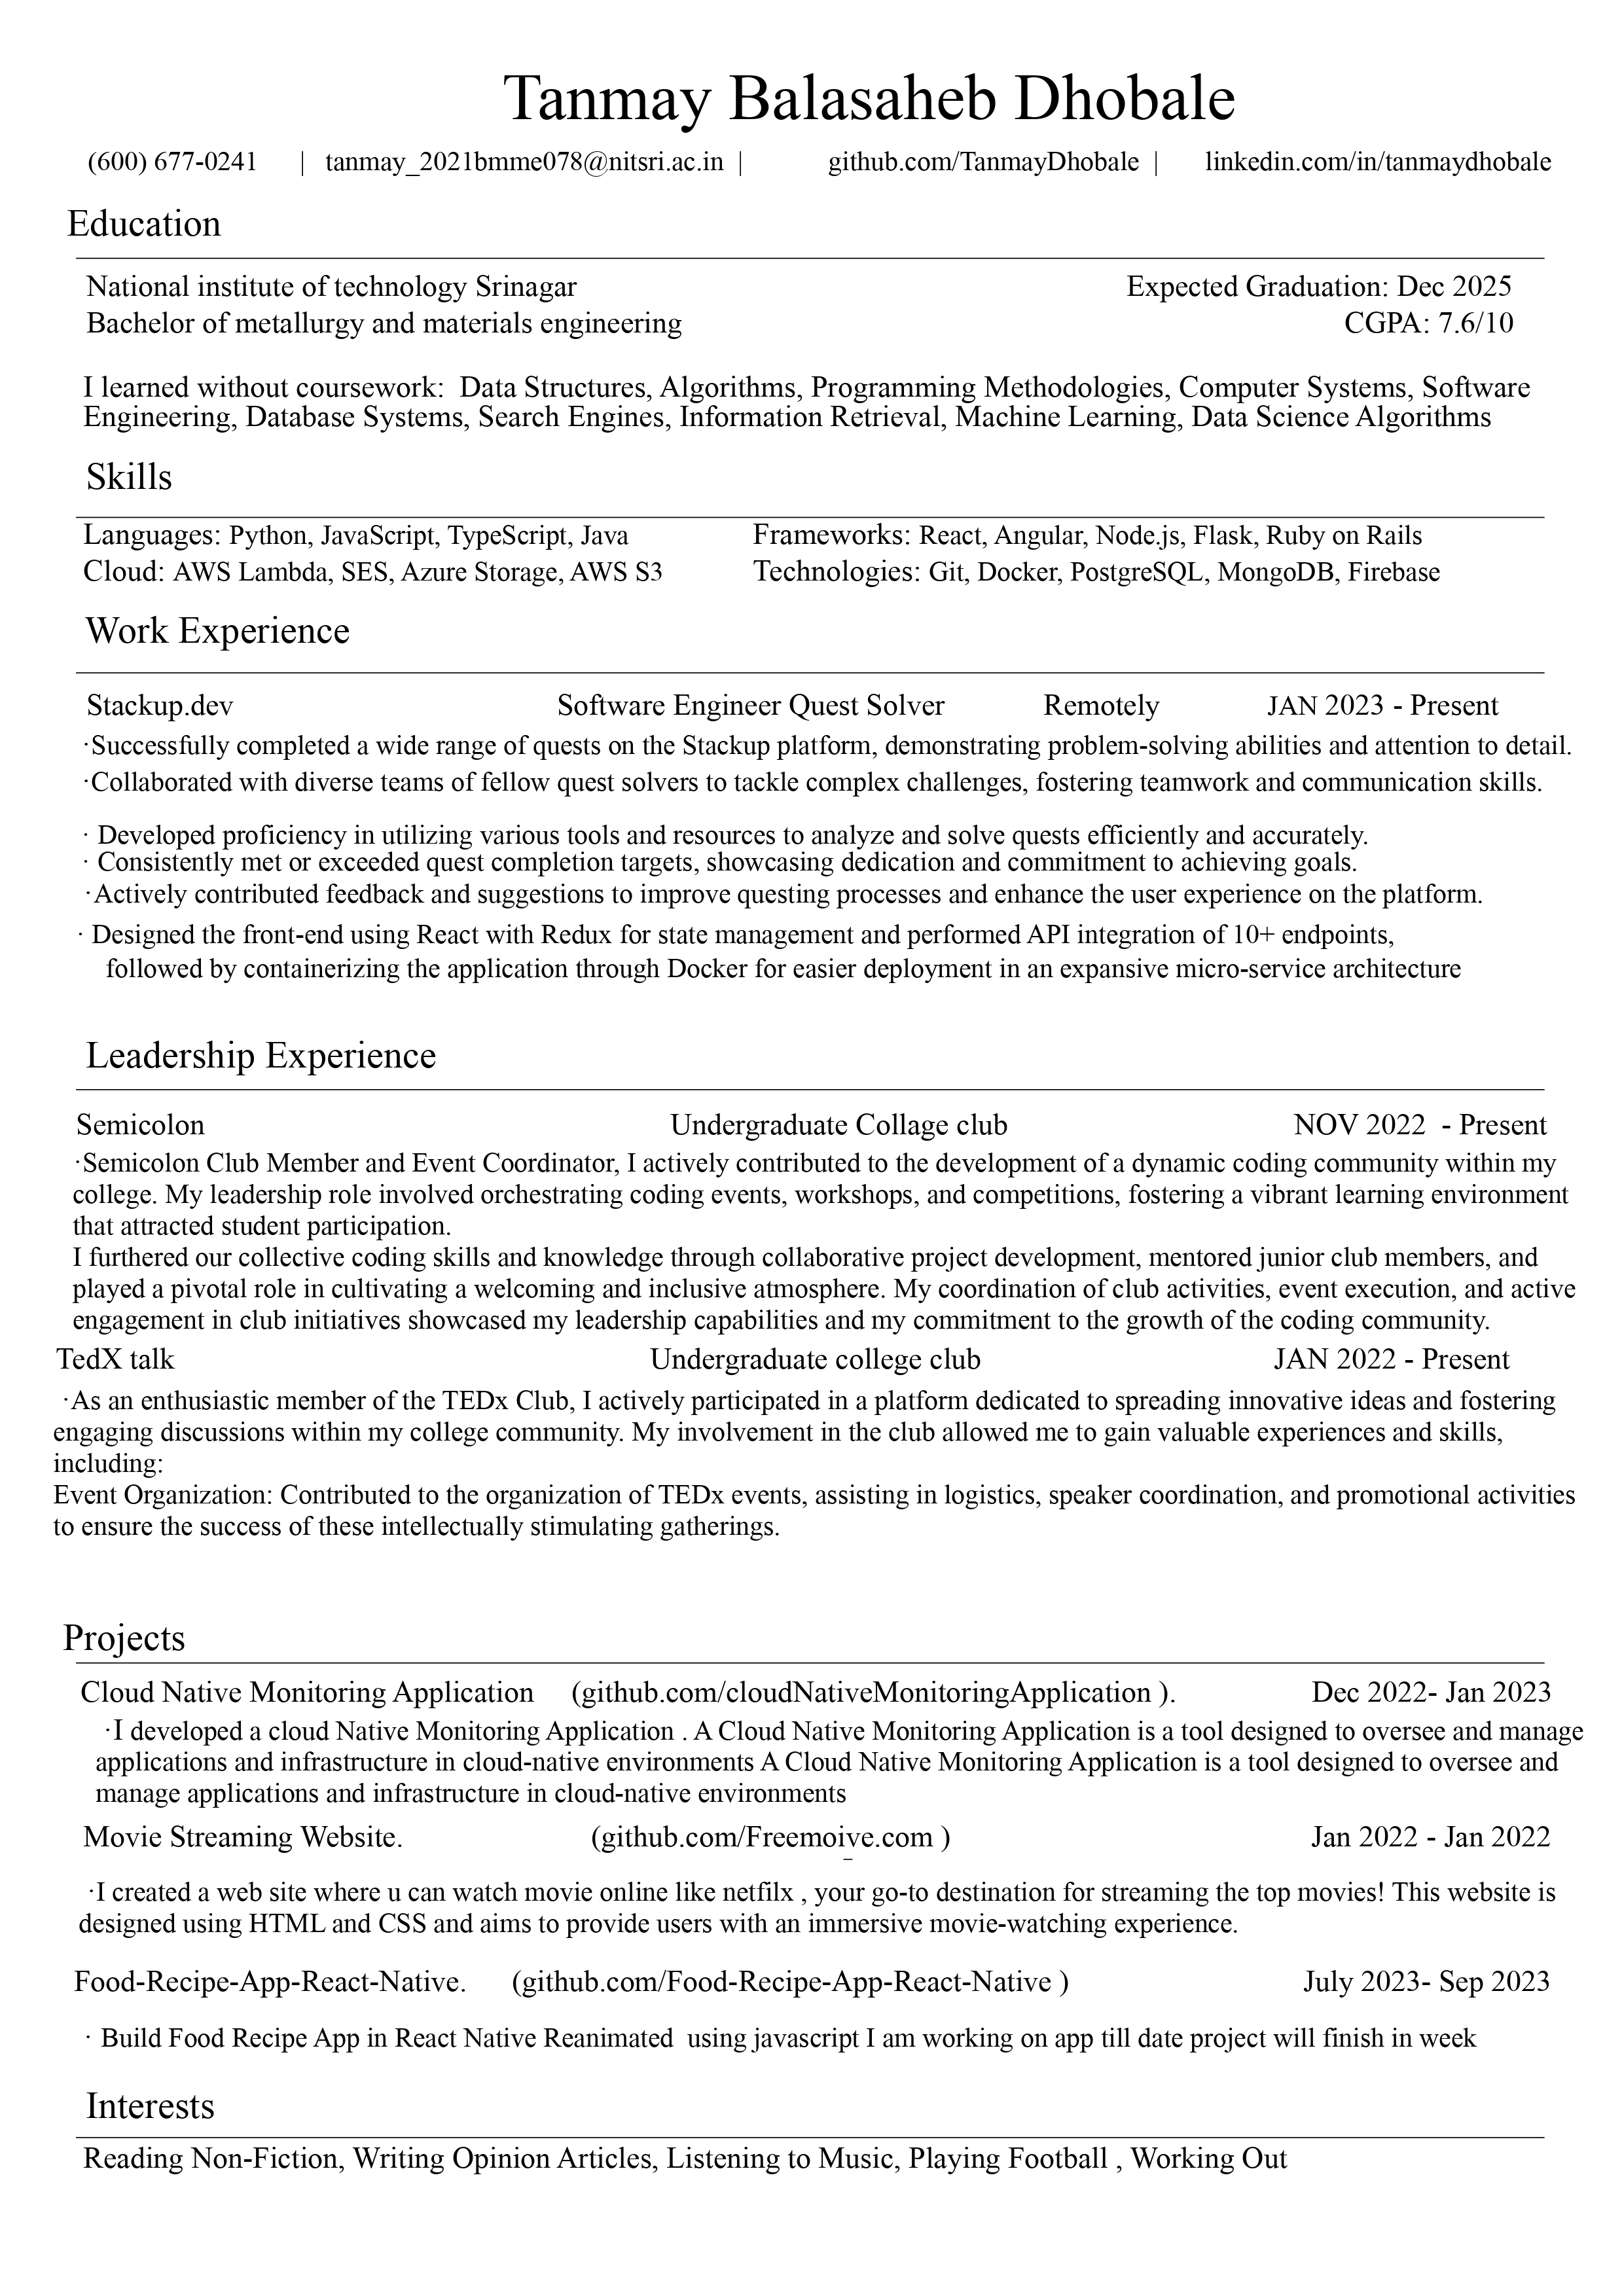 Tanmay Balasaheb Dhobale
(600) 677-0241 | tanmay_2021bmme078@nitsri.ac.in | github.com/TanmayDhobale | linkedin.com/in/tanmaydhobale
Education
National institute of technology Srinagar Expected Graduation: Dec 2025
Bachelor of metallurgy and materials engineering CGPA: 7.6/10
I learned without coursework: Data Structures, Algorithms, Programming Methodologies, Computer Systems, Software
Engineering, Database Systems, Search Engines, Information Retrieval, Machine Learning, Data Science Algorithms
Skills
Languages: Python, JavaScript, TypeScript, Java Frameworks: React, Angular, Node.js, Flask, Ruby on Rails
Cloud: AWS Lambda, SES, Azure Storage, AWS S3 Technologies: Git, Docker, PostgreSQL, MongoDB, Firebase
Work Experience
Stackup.dev Software Engineer Quest Solver Remotely JAN 2023 - Present
·Successfully completed a wide range of quests on the Stackup platform, demonstrating problem-solving abilities and attention to detail.
·Collaborated with diverse teams of fellow quest solvers to tackle complex challenges, fostering teamwork and communication skills.
· Developed proficiency in utilizing various tools and resources to analyze and solve quests efficiently and accurately.
· Consistently met or exceeded quest completion targets, showcasing dedication and commitment to achieving goals.
·Actively contributed feedback and suggestions to improve questing processes and enhance the user experience on the platform.
· Designed the front-end using React with Redux for state management and performed API integration of 10+ endpoints,
followed by containerizing the application through Docker for easier deployment in an expansive micro-service architecture
Leadership Experience
Semicolon Undergraduate Collage club NOV 2022 - Present
·Semicolon Club Member and Event Coordinator, I actively contributed to the development of a dynamic coding community within my
college. My leadership role involved orchestrating coding events, workshops, and competitions, fostering a vibrant learning environment
that attracted student participation.
I furthered our collective coding skills and knowledge through collaborative project development, mentored junior club members, and
played a pivotal role in cultivating a welcoming and inclusive atmosphere. My coordination of club activities, event execution, and active
engagement in club initiatives showcased my leadership capabilities and my commitment to the growth of the coding community.
TedX talk Undergraduate college club JAN 2022 - Present
·As an enthusiastic member of the TEDx Club, I actively participated in a platform dedicated to spreading innovative ideas and fostering
engaging discussions within my college community. My involvement in the club allowed me to gain valuable experiences and skills,
including:
Event Organization: Contributed to the organization of TEDx events, assisting in logistics, speaker coordination, and promotional activities
to ensure the success of these intellectually stimulating gatherings.
Projects
Cloud Native Monitoring Application (github.com/cloudNativeMonitoringApplication ). Dec 2022- Jan 2023
·I developed a cloud Native Monitoring Application . A Cloud Native Monitoring Application is a tool designed to oversee and manage
applications and infrastructure in cloud-native environments A Cloud Native Monitoring Application is a tool designed to oversee and
manage applications and infrastructure in cloud-native environments
Movie Streaming Website. (github.com/Freemoive.com ) Jan 2022 - Jan 2022
·I created a web site where u can watch movie online like netfilx , your go-to destination for streaming the top movies! This website is
designed using HTML and CSS and aims to provide users with an immersive movie-watching experience.
Food-Recipe-App-React-Native. (github.com/Food-Recipe-App-React-Native ) July 2023- Sep 2023
· Build Food Recipe App in React Native Reanimated using javascript I am working on app till date project will finish in week
Interests
Reading Non-Fiction, Writing Opinion Articles, Listening to Music, Playing Football , Working Out